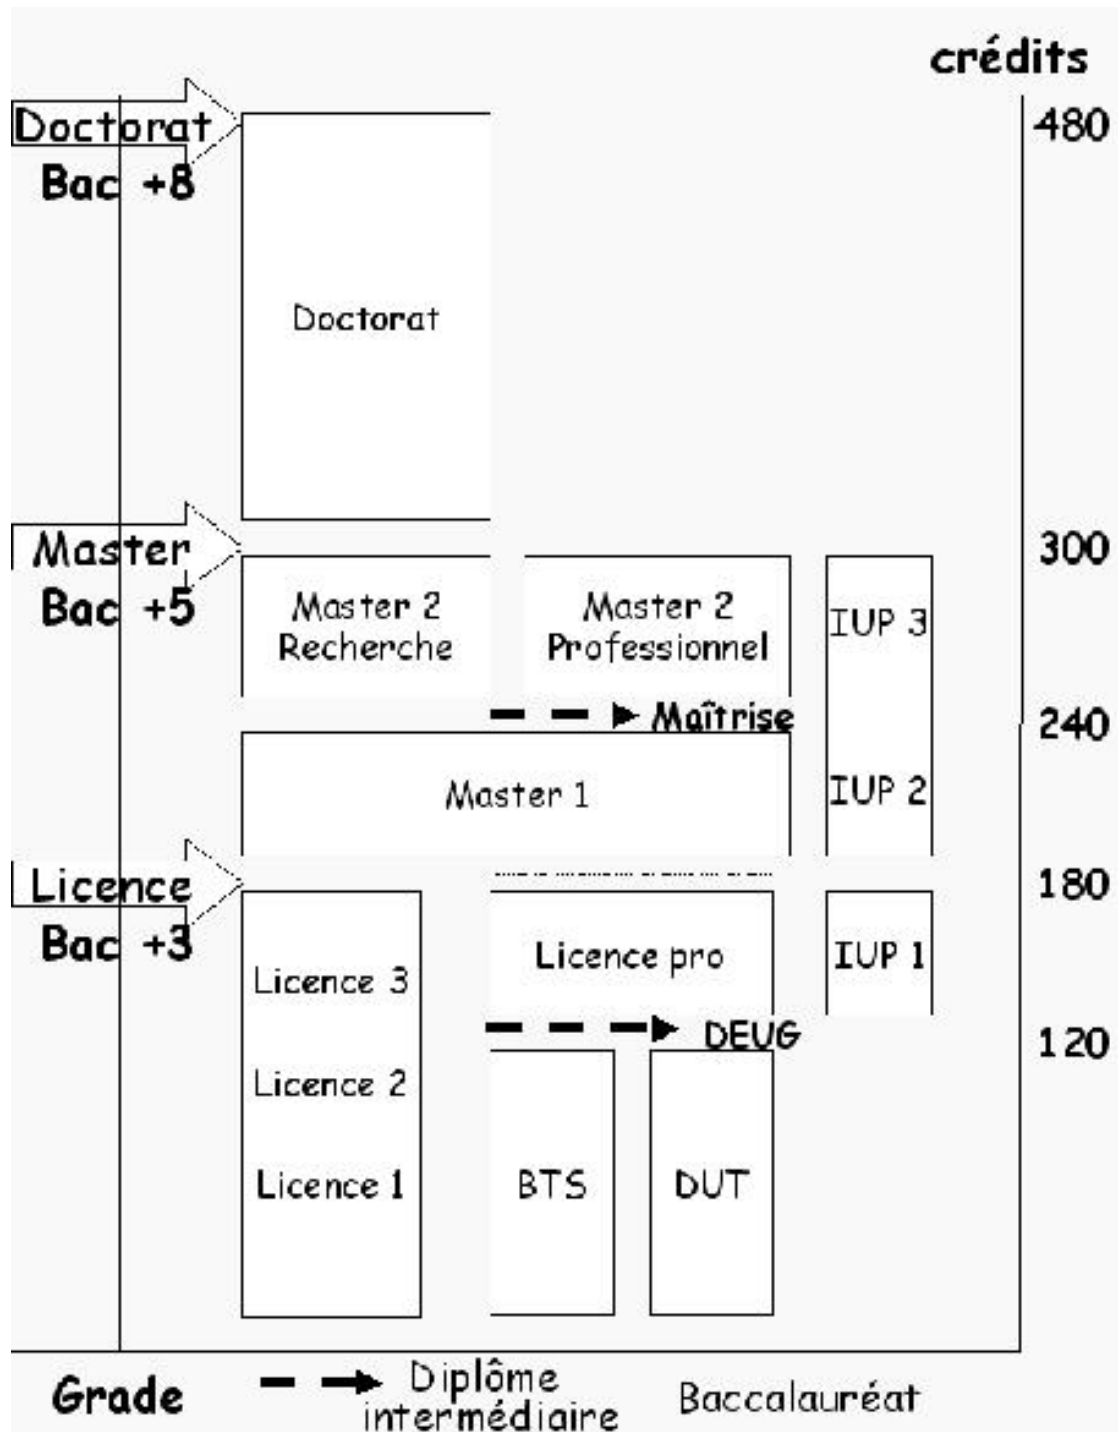 crédits
Doctorat
480
Bac +8
Doctorat
Master
300
Bac +5
Master 2
Recherche
Master 2
Professionnel
IUP 3
Maîtrise
240
Master 1
IUP 2
Licence
180
Bac +3
Licence pro
IUP 1
Licence 3
DEUG
120
Licence 2
Licence 1
BTS
DUT
Grade
Diplôme
intermédiaire
Baccalauréat